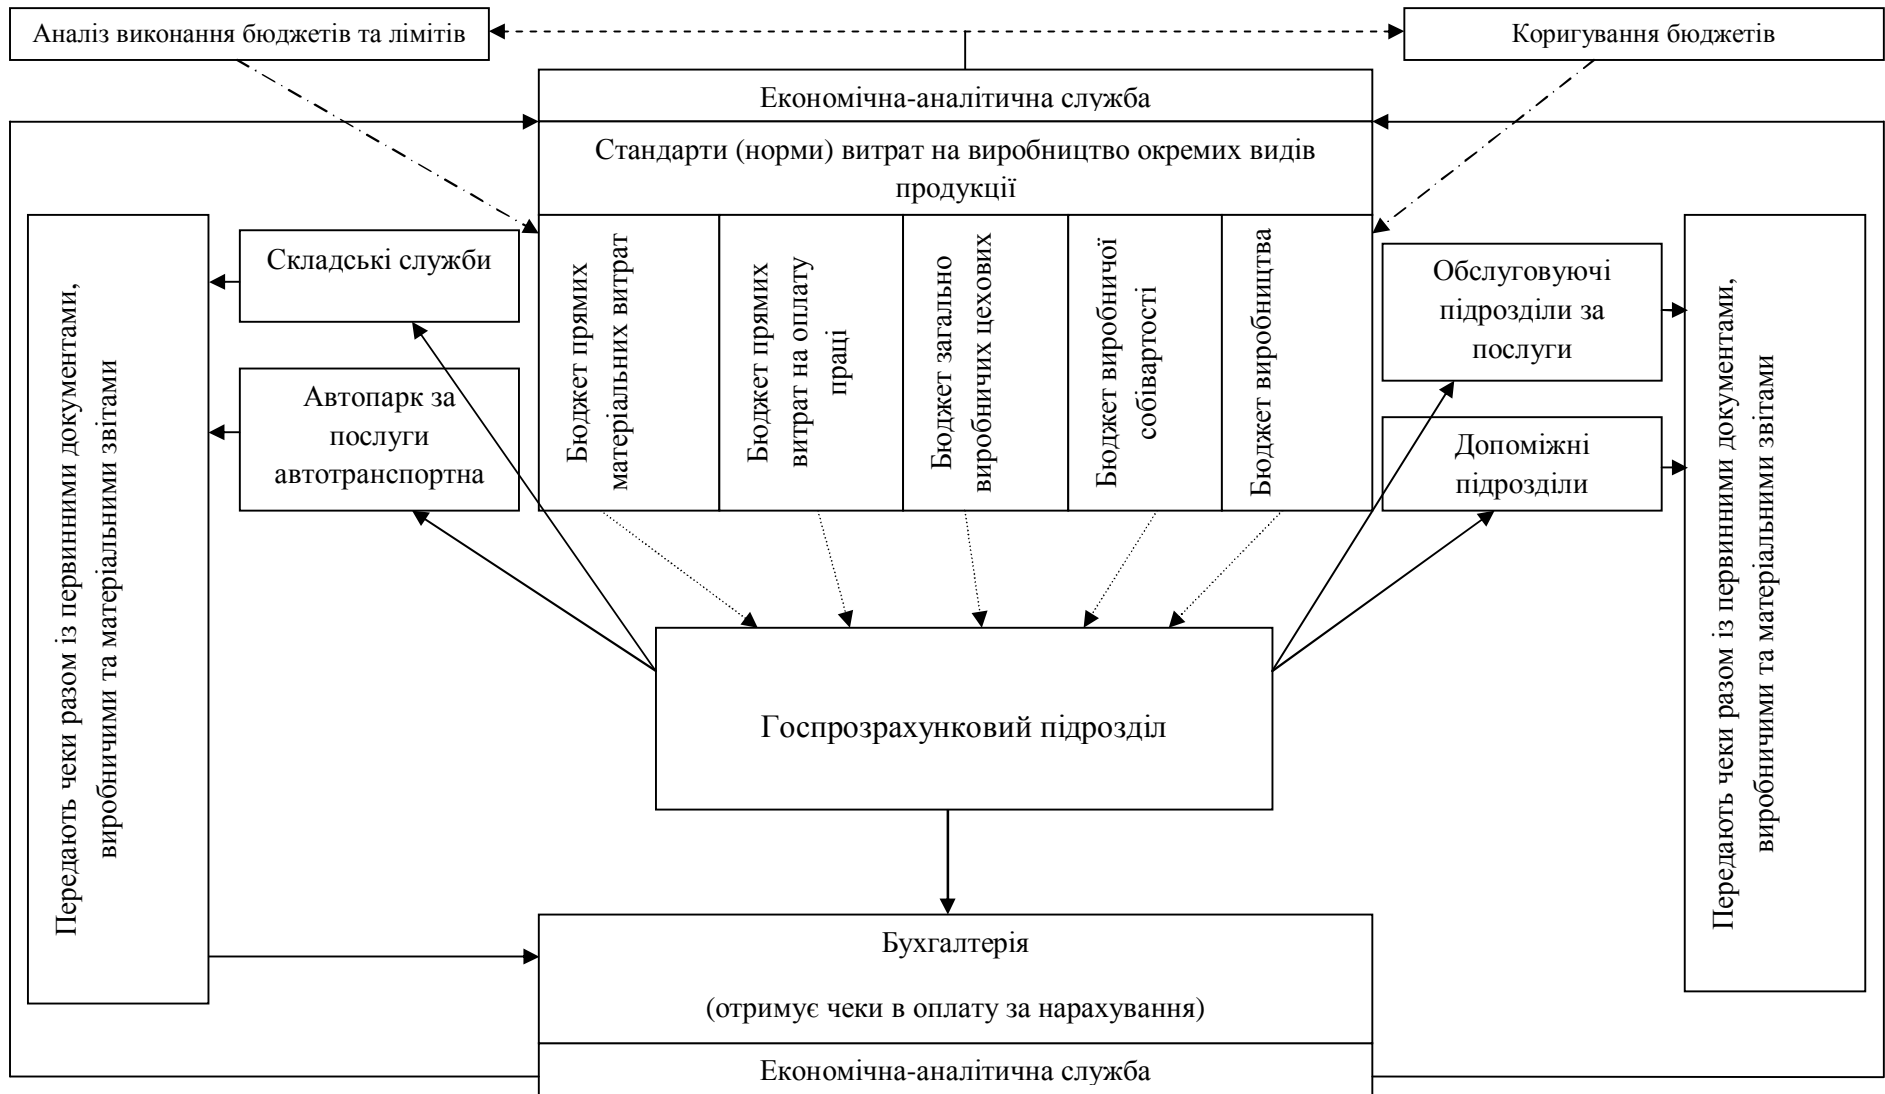 Аналіз виконання бюджетів та лімітів
Коригування бюджетів
Економічна-аналітична служба
Стандарти (норми) витрат на виробництво окремих видів
продукції
Передають чеки разом із первинними документами,
виробничими та матеріальними звітами
Складські служби
Автопарк за
послуги
автотранспортна
Бюджет прямих
матеріальних витрат
Бюджет прямих
витрат на оплату
праці
Бюджет загально
виробничих цехових
Бюджет виробничої
собівартості
Бюджет виробництва
Обслуговуючі
підрозділи за
послуги
Допоміжні
підрозділи
Передають чеки разом із первинними документами,
виробничими та матеріальними звітами
Госпрозрахунковий підрозділ
Бухгалтерія
(отримує чеки в оплату за нарахування)
Економічна-аналітична служба